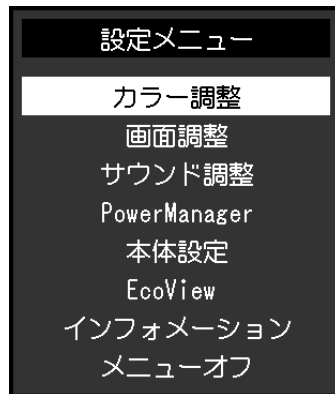 設定メニュー
カラー調整
画面調整
サウンド調整
PowerManager
本体設定
EcoView
インフォメーション
メニューオフ